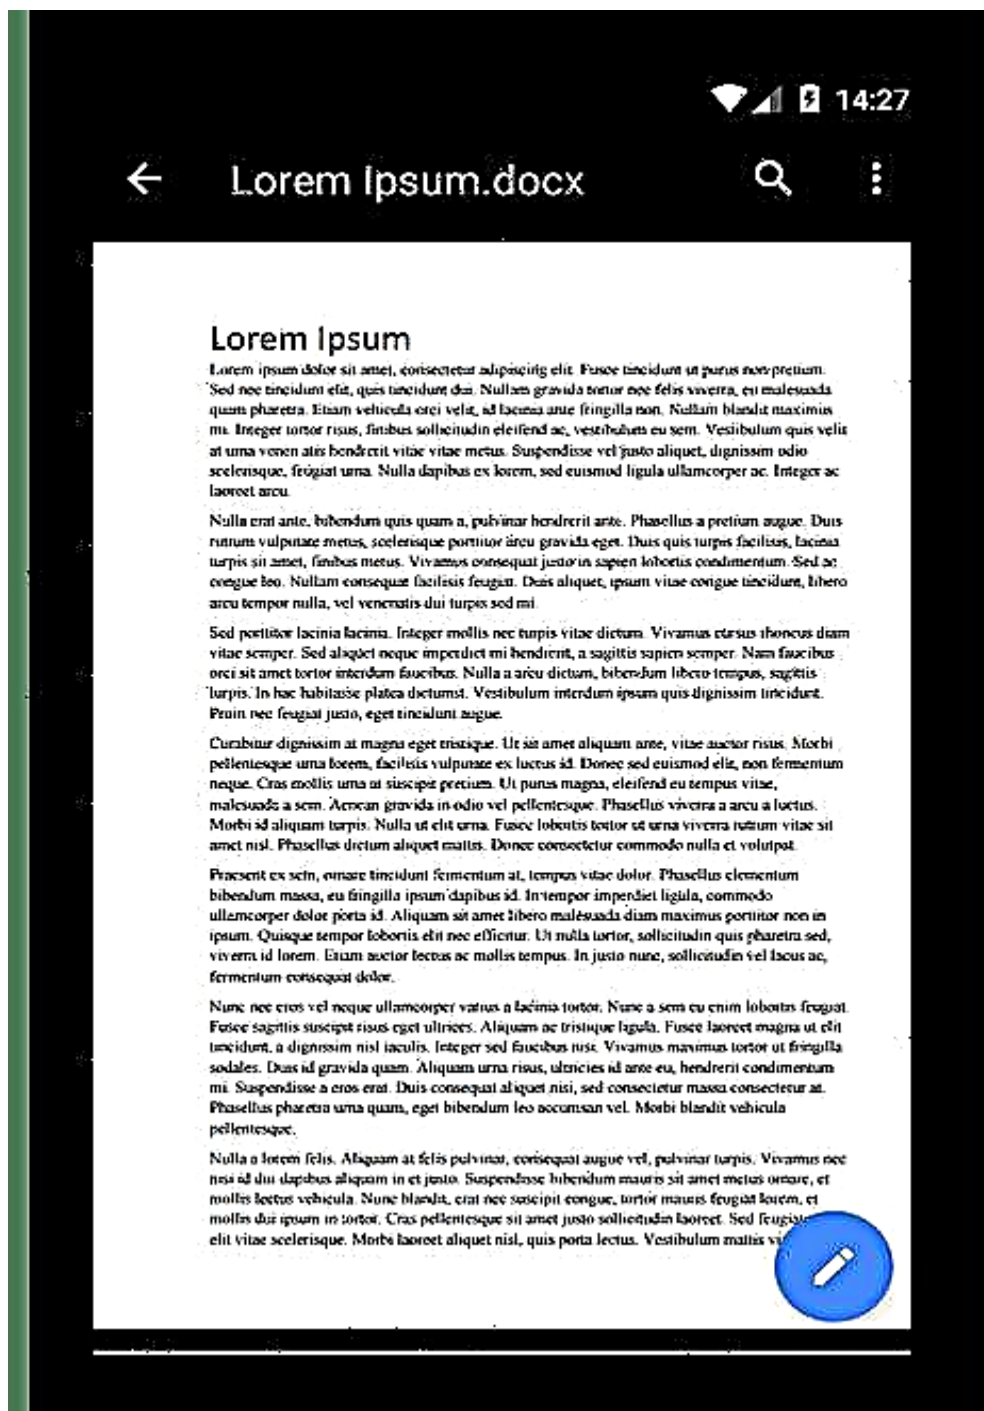 14:27
Lorem Ipsum.docx
Lorem Ipsum
Lorem ipsum dolor sit amet, consectetur adipiscing elit. Fusce tincidunt ut purus non pretium.
Sed nec tincidunt elit, quis tincidunt dui. Nullam gravida tortor nec felis viverra, eu malesuada
quam pharetra. Etiam vehicula orci velit, id lacinia ante fringilla non. Nullam blandit maximus
mi. Integer tortor risus, finibus sollicitudin eleifend ac, vestibulum eu sem. Vestibulum quis velit
at urna venenatis hendrerit vitae vitae metus. Suspendisse vel justo aliquet, dignissim odio
scelerisque, feugiat urna. Nulla dapibus ex lorem, sed euismod ligula ullamcorper ac. Integer ac
laoreet arcu.
Nulla erat ante, bibendum quis quam a, pulvinar hendrerit ante. Phasellus a pretium augue. Duis
rutrum vulputate metus, scelerisque porttitor arcu gravida eget. Duis quis turpis facilisis, lacinia
turpis sit amet, finibus metus. Vivamus consequat justo in sapien lobortis condimentum. Sed ac
congue leo. Nullam consequat facilisis feugiat. Duis aliquet, ipsum vitae congue tincidunt, libero
arcu tempor nulla, vel venenatis dui turpis sed mi.
Sed porttitor lacinia lacinia. Integer mollis nec turpis vitae dictum. Vivamus cursus rhoncus diam
vitae semper. Sed aliquet neque imperdiet mi hendrerit, a sagittis sapien semper. Nam faucibus
orci sit amet tortor interdum faucibus. Nulla a arcu dictum, bibendum libero tempus, sagittis
turpis. In hac habitasse platea dictumst. Vestibulum interdum ipsum quis dignissim tincidunt.
Proin nec feugiat justo, eget tincidunt augue.
Curabitur dignissim at magna eget tristique. Ut sit amet aliquam ante, vitae auctor risus. Morbi
pellentesque urna lorem, facilisis vulputate ex luctus id. Donec sed euismod elit, non fermentum
neque. Cras mollis urna at suscipit pretium. Ut purus magna, eleifend eu tempus vitae,
malesuada a sem. Aenean gravida in odio vel pellentesque. Phasellus viverra a arcu a luctus.
Morbi id aliquam turpis. Nulla ut elit urna. Fusce lobortis tortor ut urna viverra rutrum vitae sit
amet nisl. Phasellus dictum aliquet mattis. Donec consectetur commodo nulla et volutpat.
Praesent ex sem, ornare tincidunt fermentum at, tempus vitae dolor. Phasellus elementum
bibendum massa, eu fringilla ipsum dapibus id. In tempor imperdiet ligula, commodo
ullamcorper dolor porta id. Aliquam sit amet libero malesuada diam maximus porttitor non in
ipsum. Quisque tempor lobortis elit nec efficitur. Ut nulla tortor, sollicitudin quis pharetra sed,
viverra id lorem. Etiam auctor lectus ac mollis tempus. In justo nunc, sollicitudin vel lacus ac,
fermentum consequat dolor.
Nunc nec eros vel neque ullamcorper varius a lacinia tortor. Nunc a sem eu enim lobortis feugiat.
Fusce sagittis suscipit risus eget ultrices. Aliquam ac tristique ligula. Fusce laoreet magna ut elit
tincidunt, a dignissim nisl iaculis. Integer sed faucibus nisi. Vivamus maximus tortor ut fringilla
sodales. Duis id gravida quam. Aliquam urna risus, ultricies id ante eu, hendrerit condimentum
mi. Suspendisse a eros erat. Duis consequat aliquet nisi, sed consectetur massa consectetur at.
Phasellus pharetra urna quam, eget bibendum leo accumsan vel. Morbi blandit vehicula
pellentesque.
Nulla a lorem felis. Aliquam at felis pulvinar, consequat augue vel, pulvinar turpis. Vivamus nec
nisi id dui dapibus aliquam in et justo. Suspendisse bibendum mauris sit amet metus ornare, et
mollis lectus vehicula. Nunc blandit, erat nec suscipit congue, tortor mauris feugiat lorem, et
mollis dui ipsum in tortor. Cras pellentesque sit amet justo sollicitudin laoreet. Sed feugiat
elit vitae scelerisque. Morbi laoreet aliquet nisl, quis porta lectus. Vestibulum mattis